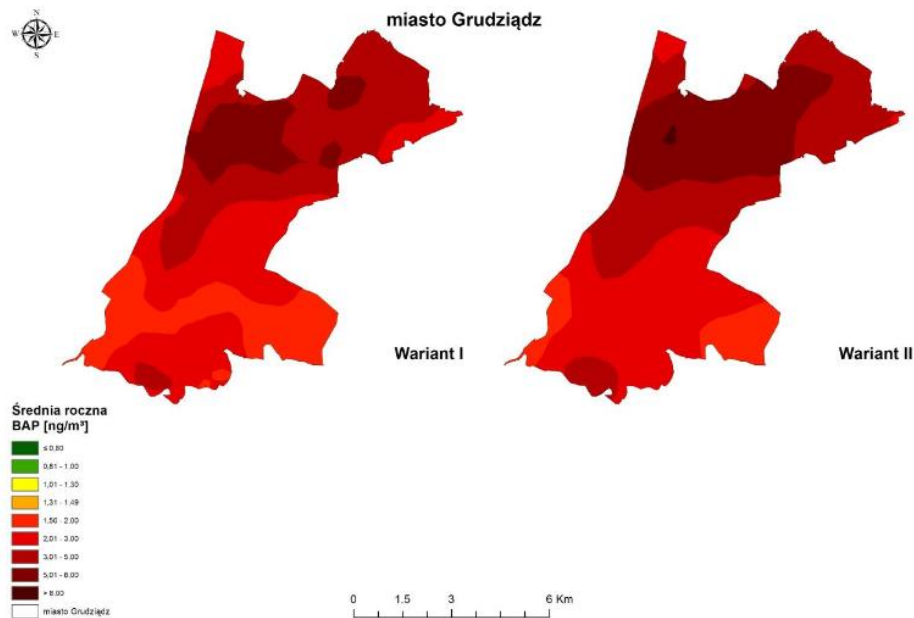 miasto Grudziądz
N
W E
S
Wariant I
Wariant II
Średnia roczna
BAP [ng/m³]
≤ 0,80
0,81 - 1,00
1,01 - 1,30
1,31 - 1,49
1,50 - 2,00
2,01 - 3,00
3,01 - 5,00
5,01 - 8,00
> 8,00
miasto Grudziądz
0 1.5 3 6 Km